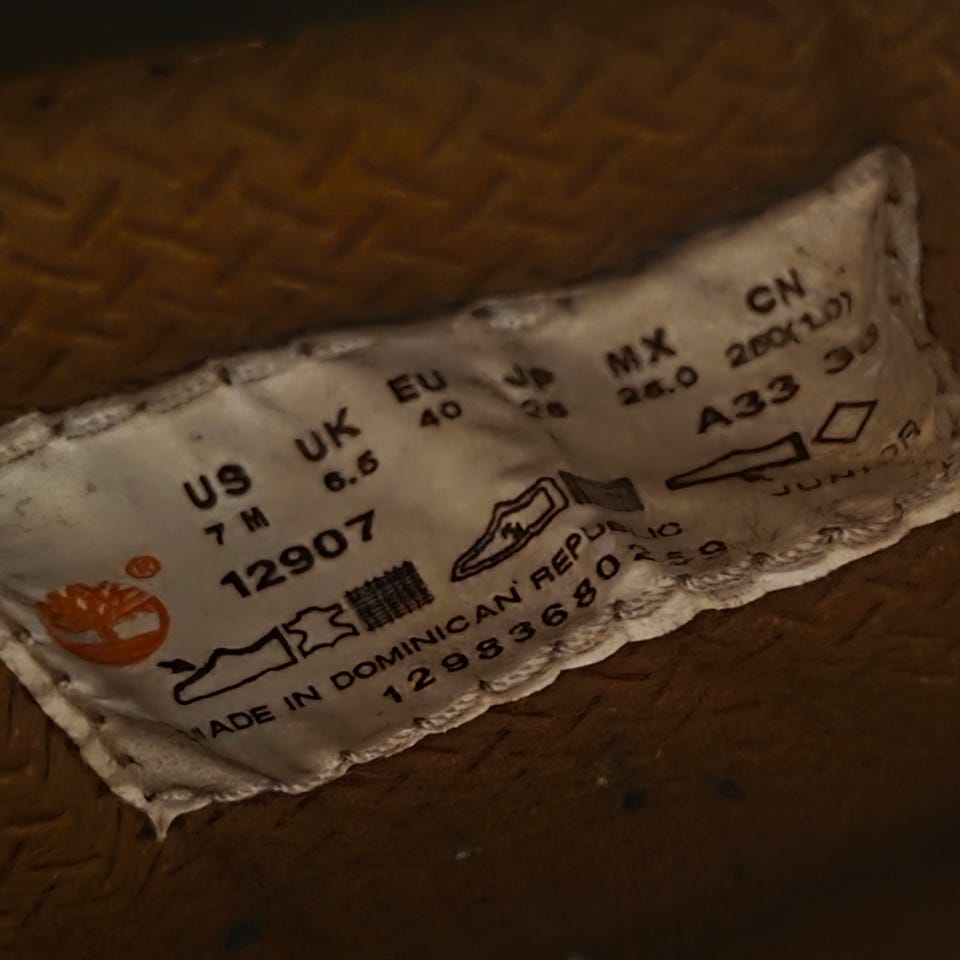 US UK EU JP MX CN
7 M 6.5 40 25 25.0 250(1.0)
12907 A33
JUNIOR
MADE IN DOMINICAN REPUBLIC
12983680259
®